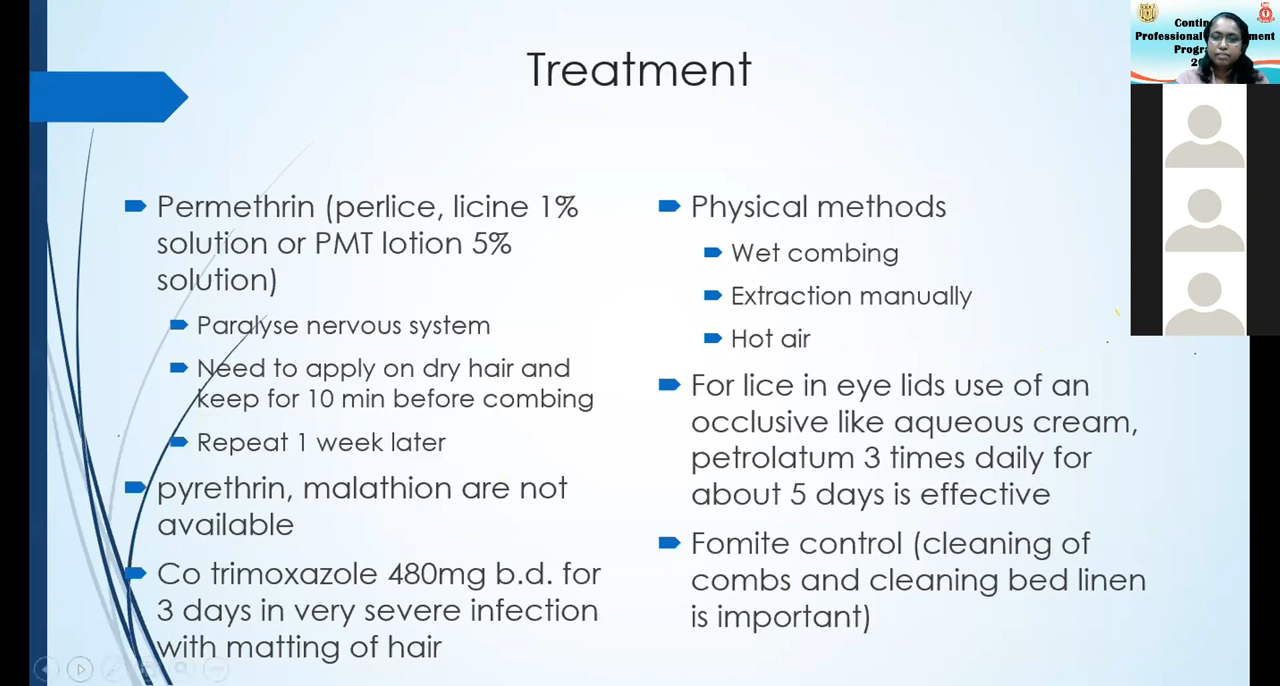 Treatment
Permethrin (perlice, licine 1%
solution or PMT lotion 5%
solution)
Paralyse nervous system
Need to apply on dry hair and
keep for 10 min before combing
Repeat 1 week later
pyrethrin, malathion are not
available
Co trimoxazole 480mg b.d. for
3 days in very severe infection
with matting of hair
Physical methods
Wet combing
Extraction manually
Hot air
For lice in eye lids use of an
occlusive like aqueous cream,
petrolatum 3 times daily for
about 5 days is effective
Fomite control (cleaning of
combs and cleaning bed linen
is important)
Professional